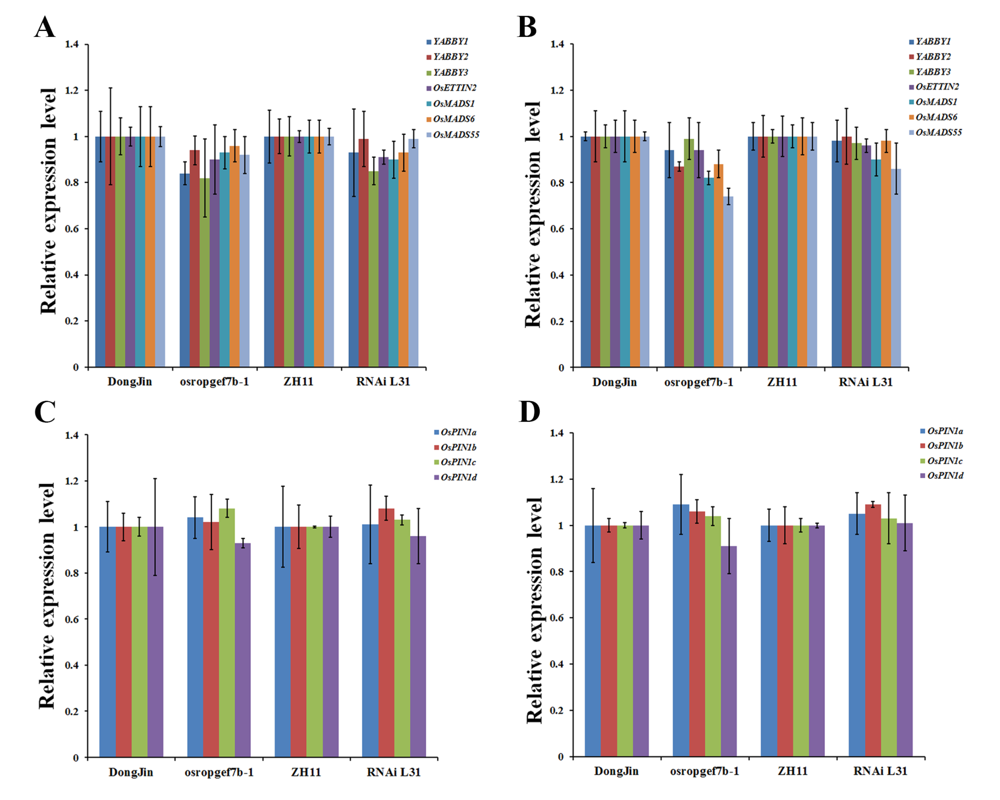 A
Relative expression level
1.4
1.2
1
0.8
0.6
0.4
0.2
0
DongJin osropgef7b-1 ZH11 RNAi L31
YABBY1
YABBY2
YABBY3
OsETTIN2
OsMADS1
OsMADS6
OsMADS55
B
Relative expression level
1.4
1.2
1
0.8
0.6
0.4
0.2
0
DongJin osropgef7b-1 ZH11 RNAi L31
YABBY1
YABBY2
YABBY3
OsETTIN2
OsMADS1
OsMADS6
OsMADS55
C
Relative expression level
1.4
1.2
1
0.8
0.6
0.4
0.2
0
DongJin osropgef7b-1 ZH11 RNAi L31
OsPIN1a
OsPIN1b
OsPIN1c
OsPIN1d
D
Relative expression level
1.4
1.2
1
0.8
0.6
0.4
0.2
0
DongJin osropgef7b-1 ZH11 RNAi L31
OsPIN1a
OsPIN1b
OsPIN1c
OsPIN1d